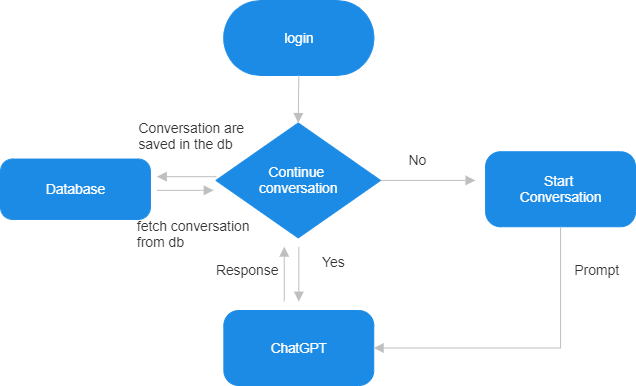 login
Conversation are
saved in the db
Continue
conversation
No
Database
Start
Conversation
fetch conversation
from db
Response
Yes
Prompt
ChatGPT